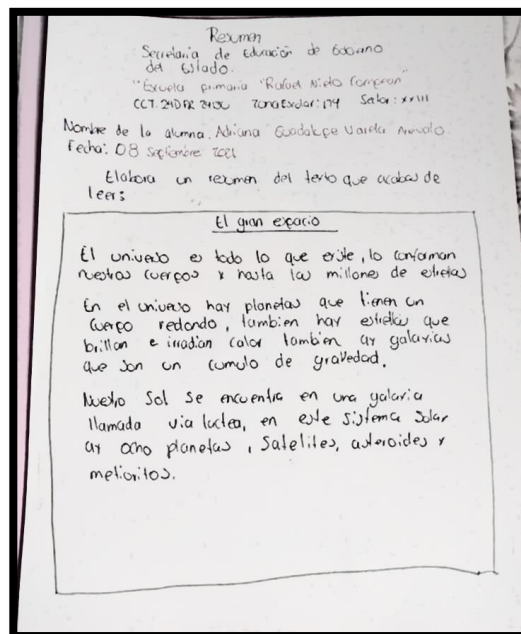 Resumen
Secretaria de Educación de Gobierno
del Estado.
"Escuela primaria "Rafael Nieto Compean"
Zona Escolar: 174 Sector: XXIII
Nombre de la alumna: Adriana Guadalupe Varela Arevalo.
Fecha: 08 septiembre 2021
Elabora un resumen del texto que acabas de
leer:
El gran espacio
El universo es todo lo que existe, lo conforman
nuestros cuerpos y hasta las millones de estrellas
En el universo hay planetas que tienen un
cuerpo redondo, tambien hay estrellas que
brillan e irradian calor tambien ay galaxias
que son un cumulo de gravedad.
Nuestro Sol se encuentra en una galaxia
llamada via lactea, en este sistema solar
ay ocho planetas, satelites, asteroides y
metioritos.